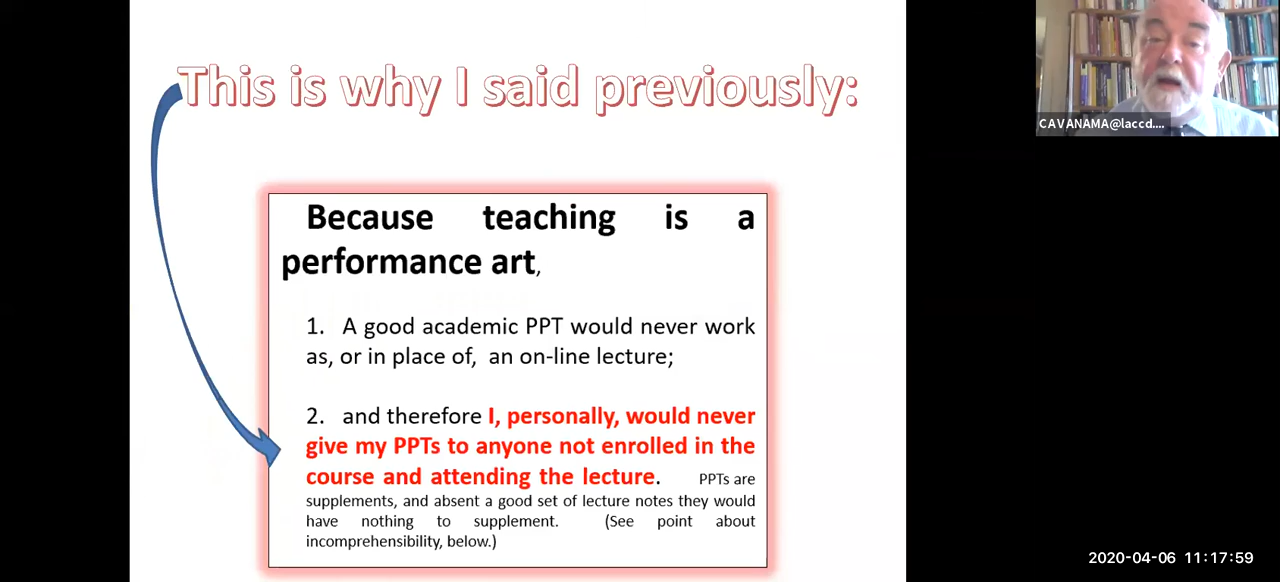 This is why I said previously:
CAVANAMA@laccd....
Because teaching is a
performance art,
1. A good academic PPT would never work
as, or in place of, an on-line lecture;
2. and therefore I, personally, would never
give my PPTs to anyone not enrolled in the
course and attending the lecture. PPTs are
supplements, and absent a good set of lecture notes they would
have nothing to supplement. (See point about
incomprehensibility, below.)
2020-04-06 11:17:59